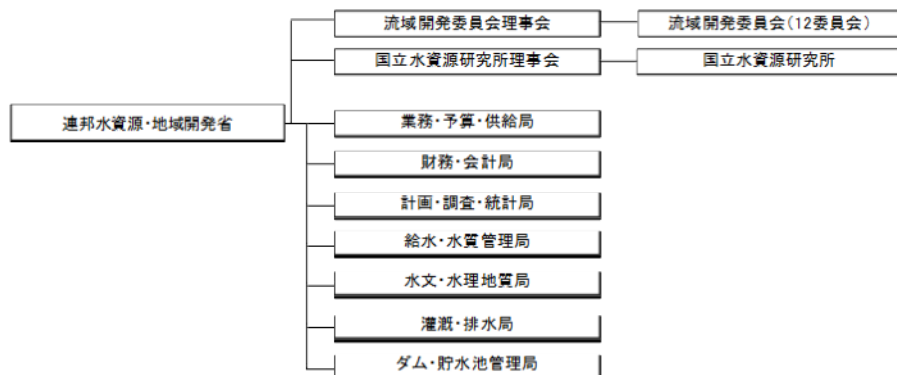 流域開発委員会理事会
流域開発委員会(12委員会)
国立水資源研究所理事会
国立水資源研究所
連邦水資源・地域開発省
業務・予算・供給局
財務・会計局
計画・調査・統計局
給水・水質管理局
水文・水理地質局
灌漑・排水局
ダム・貯水池管理局